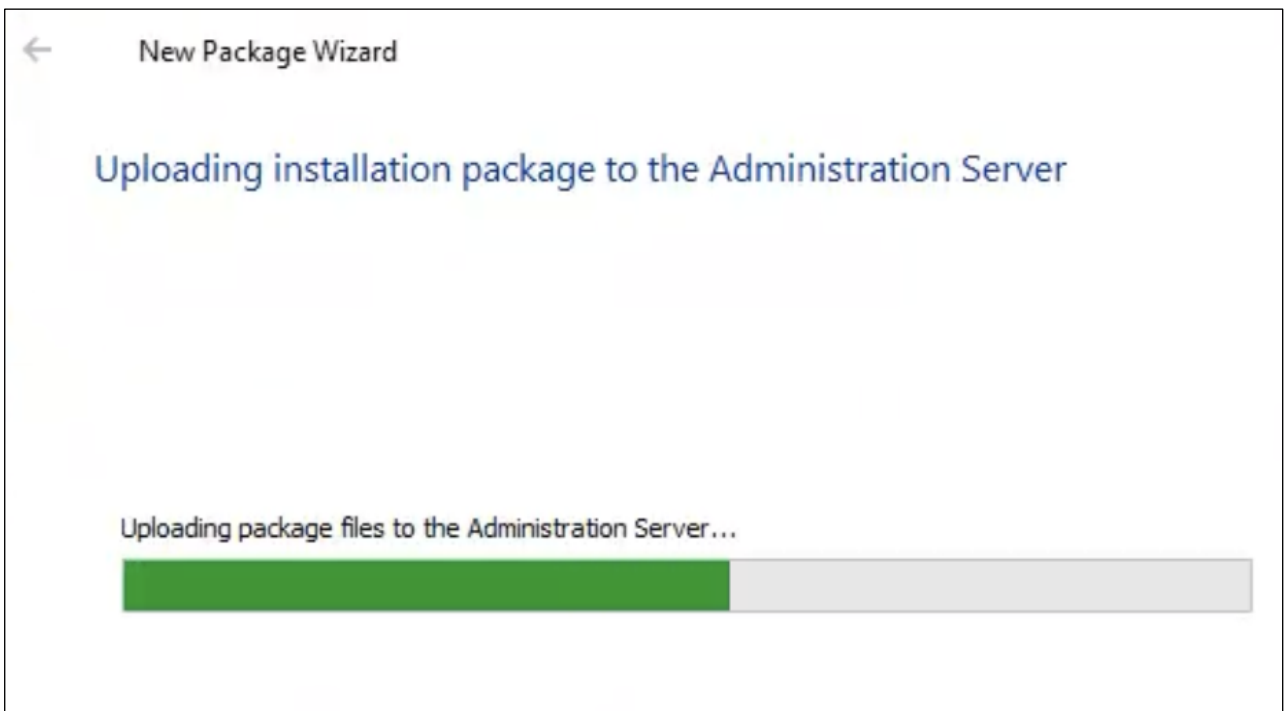 New Package Wizard
Uploading installation package to the Administration Server
Uploading package files to the Administration Server...